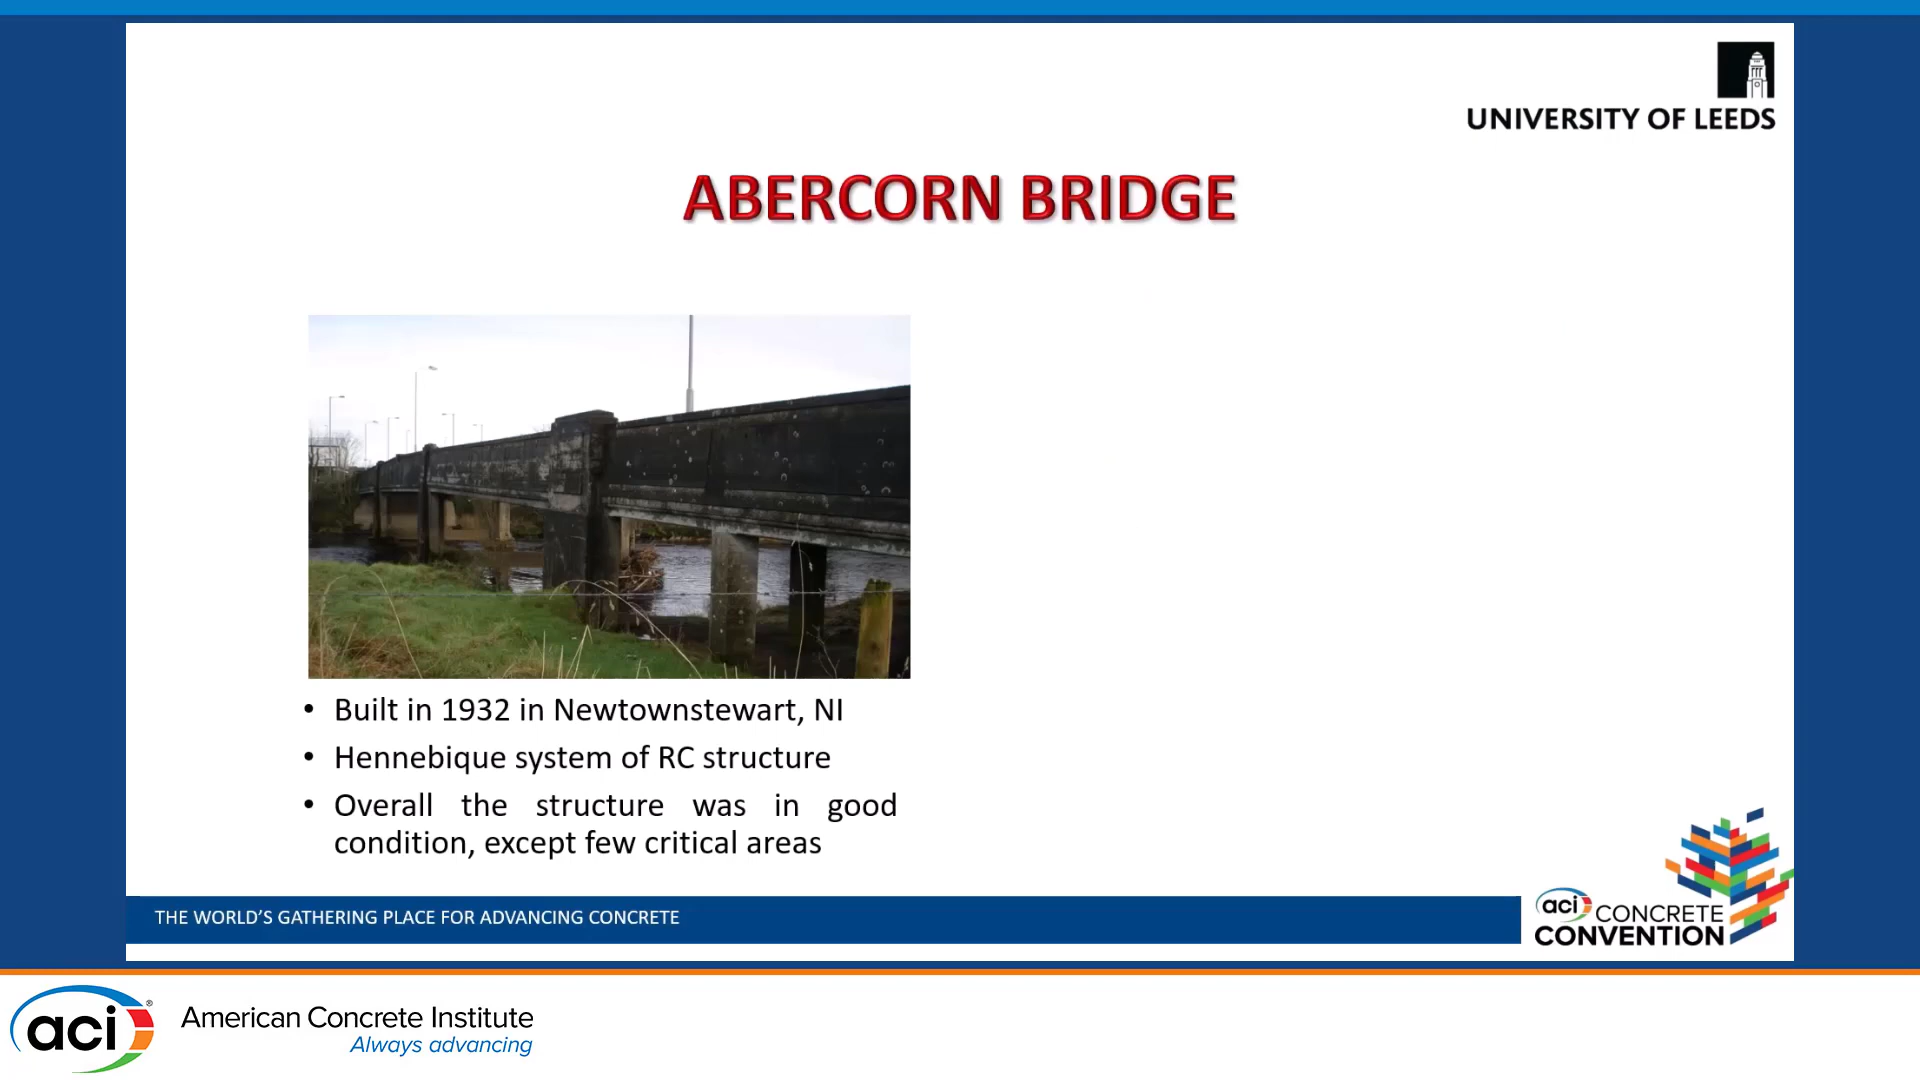 UNIVERSITY OF LEEDS
ABERCORN BRIDGE
• Built in 1932 in Newtownstewart, NI
• Hennebique system of RC structure
• Overall the structure was in good
condition, except few critical areas
THE WORLD'S GATHERING PLACE FOR ADVANCING CONCRETE
aci CONCRETE
CONVENTION
aci® American Concrete Institute
Always advancing